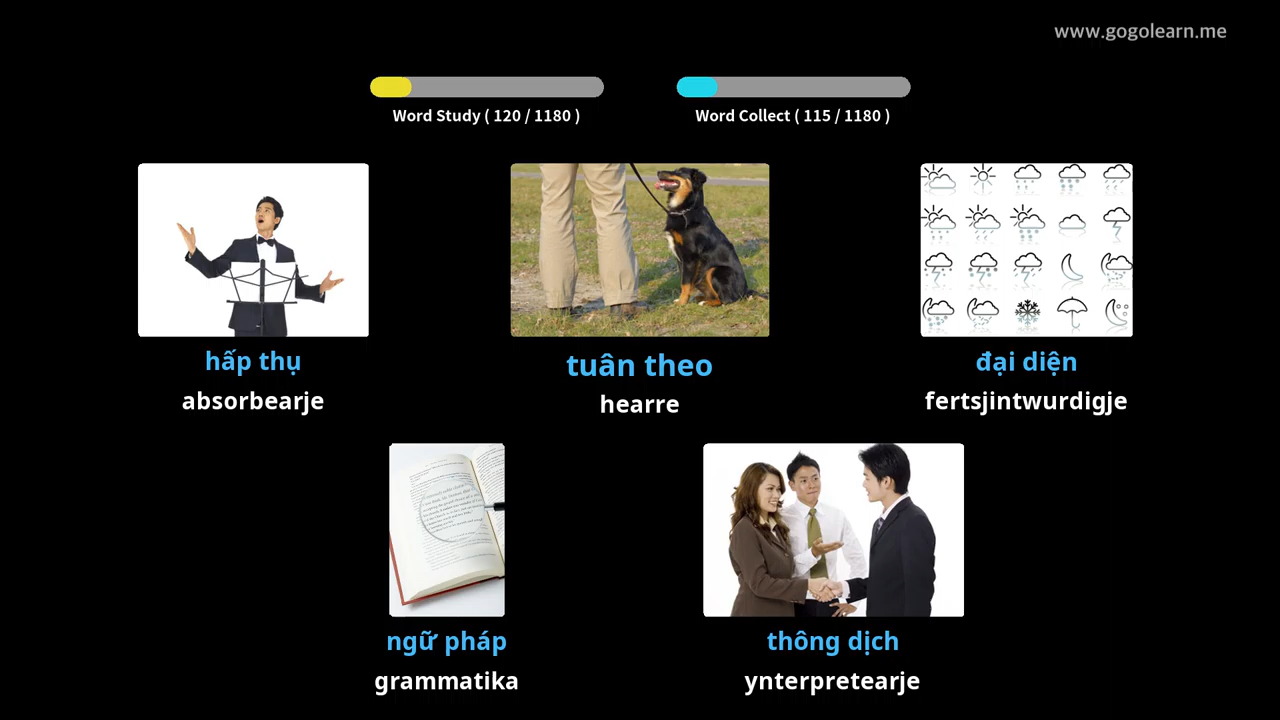 www.gogolearn.me
Word Study ( 120 / 1180 )
Word Collect ( 115 / 1180 )
hấp thụ
absorbearje
tuân theo
hearre
đại diện
fertsjintwurdigje
ngữ pháp
grammatika
thông dịch
ynterpretearje